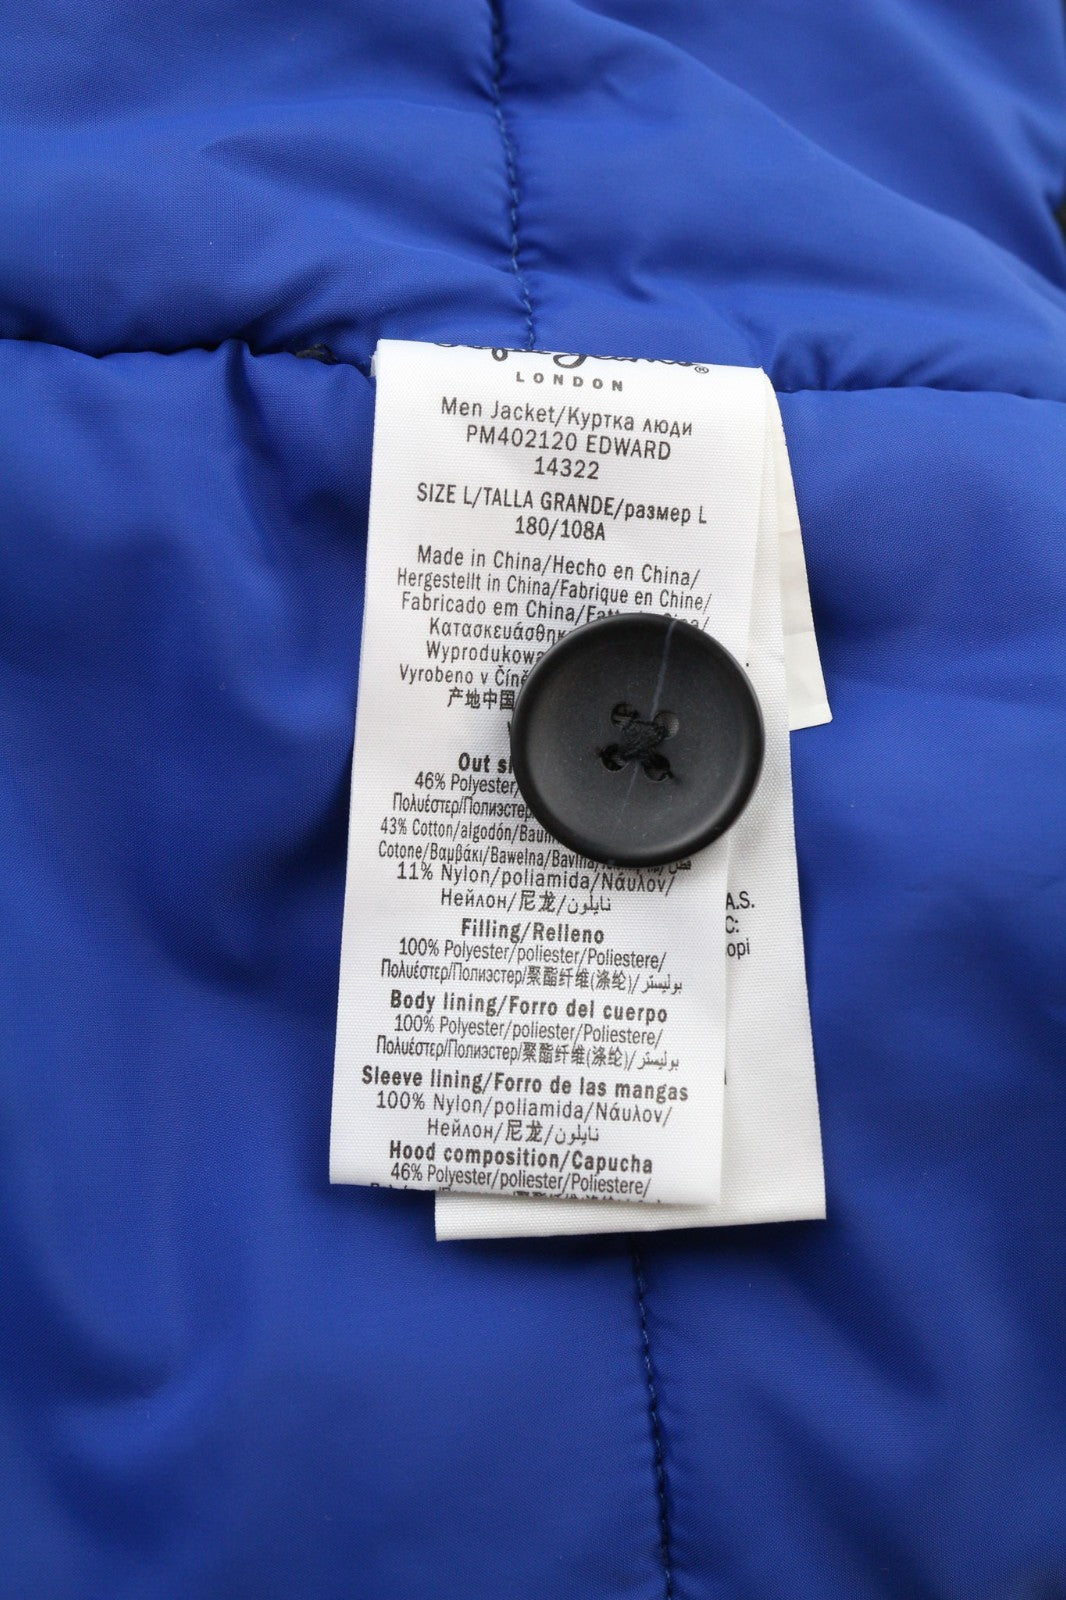 LONDON
Men Jacket/Куртка люди
PM402120 EDWARD
14322
SIZE L/TALLA GRANDE/размер L
180/108A
Made in China/Hecho en China/
Hergestellt in China/Fabrique en Chine/
Fabricado em China/
Κατασκευάσθηκ
Wyprodukowa
Vyrobeno v Číně
产地中国
Out
46% Polyester/
Πολυέστερ/Полиэстер
43% Cotton/algodón/Baum
Cotone/Βαμβάκι/Bawełna/Bavlna/
11% Nylon/poliamida/Νάυλον/
Нейлон/尼龙/نايلون
Filling/Relleno
100% Polyester/poliester/Poliestere/
Πολυέστερ/Полиэстер/聚酯纤维(涤纶)/بوليستر
Body lining/Forro del cuerpo
100% Polyester/poliester/Poliestere/
Πολυέστερ/Полиэстер/聚酯纤维(涤纶)/بوليستر
Sleeve lining/Forro de las mangas
100% Nylon/poliamida/Νάυλον/
Нейлон/尼龙/نايلون
Hood composition/Capucha
46% Polyester/poliester/Poliestere/
A.S.
C:
opi